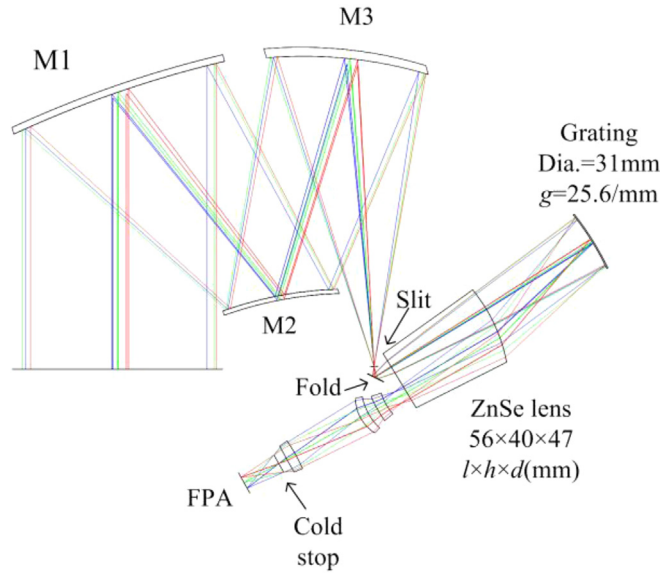 M3
M1
Grating
Dia.=31mm
g=25.6/mm
Slit
M2
Fold
ZnSe lens
56×40×47
l×h×d(mm)
FPA
Cold
stop